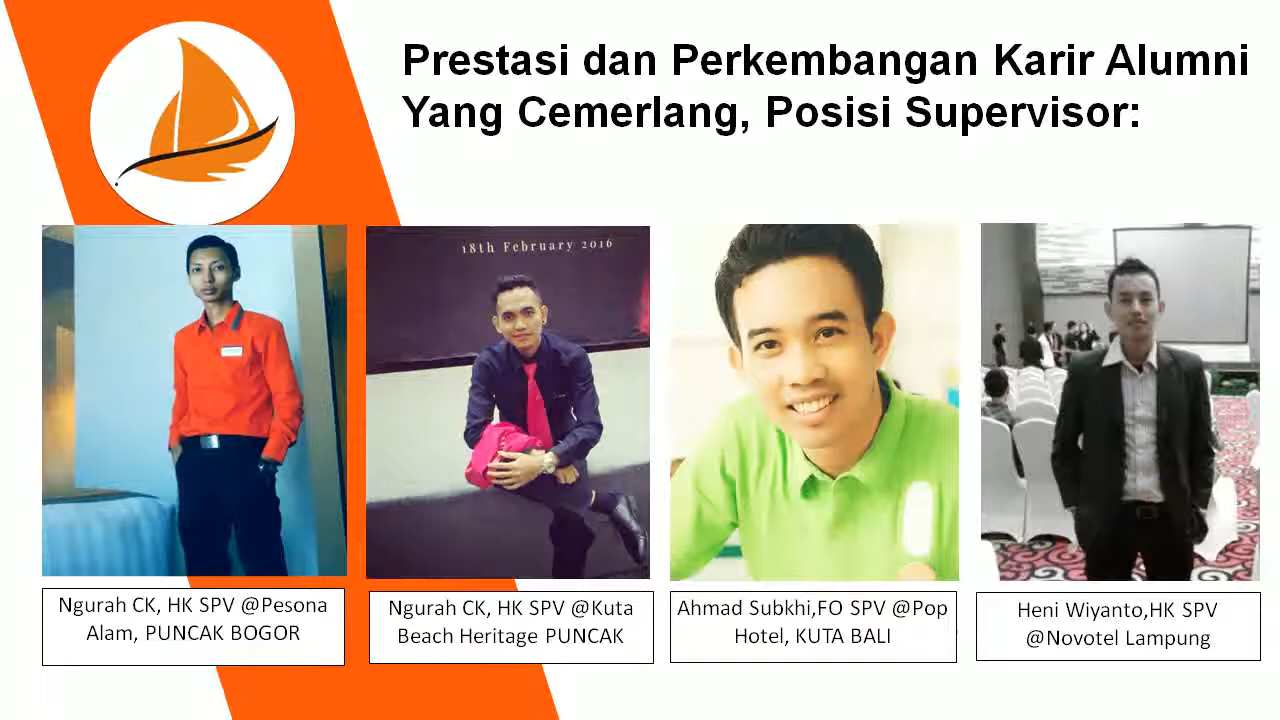 Prestasi dan Perkembangan Karir Alumni
Yang Cemerlang, Posisi Supervisor:
18th February 2016
Ngurah CK, HK SPV @Pesona
Alam, PUNCAK BOGOR
Ngurah CK, HK SPV @Kuta
Beach Heritage PUNCAK
Ahmad Subkhi,FO SPV @Pop
Hotel, KUTA BALI
Heni Wiyanto,HK SPV
@Novotel Lampung